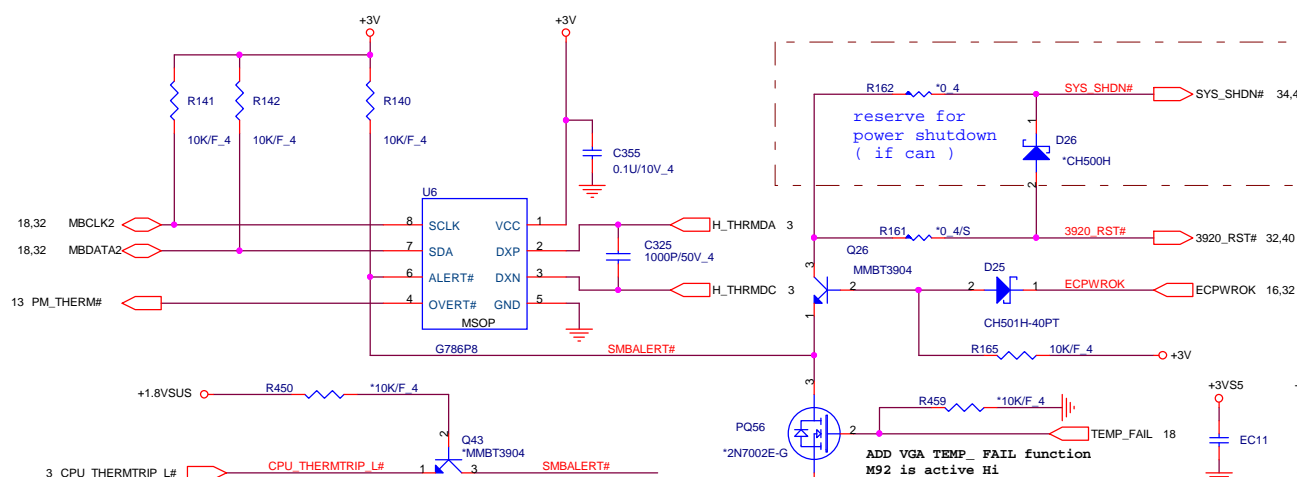 +3V
+3V
R141
10K/F_4
R142
10K/F_4
R140
10K/F_4
C355
0.1U/10V_4
R162
*0_4
SYS_SHDN#
SYS_SHDN# 34,4
reserve for
power shutdown
( if can )
1
D26
*CH500H
2
U6
18,32 MBCLK2
8 SCLK
VCC 1
18,32 MBDATA2
7 SDA
DXP 2
6 ALERT#
DXN 3
13 PM_THERM#
4 OVERT#
GND 5
MSOP
G786P8
H_THRMDA 3
C325
1000P/50V_4
H_THRMDC 3
R161
*0_4/S
3920_RST#
3920_RST# 32,40
Q26
MMBT3904
3
2
1
D25
2
1
CH501H-40PT
ECPWROK
ECPWROK 16,32
R165
10K/F_4
+3V
SMBALERT#
+1.8VSUS
R450
*10K/F_4
2
Q43
*MMBT3904
3 CPU_THERMTRIP_L#
CPU_THERMTRIP_L#
1
3
SMBALERT#
3
PQ56
*2N7002E-G
2
R459
*10K/F_4
TEMP_FAIL 18
ADD VGA TEMP_ FAIL function
M92 is active Hi
+3VS5
EC11